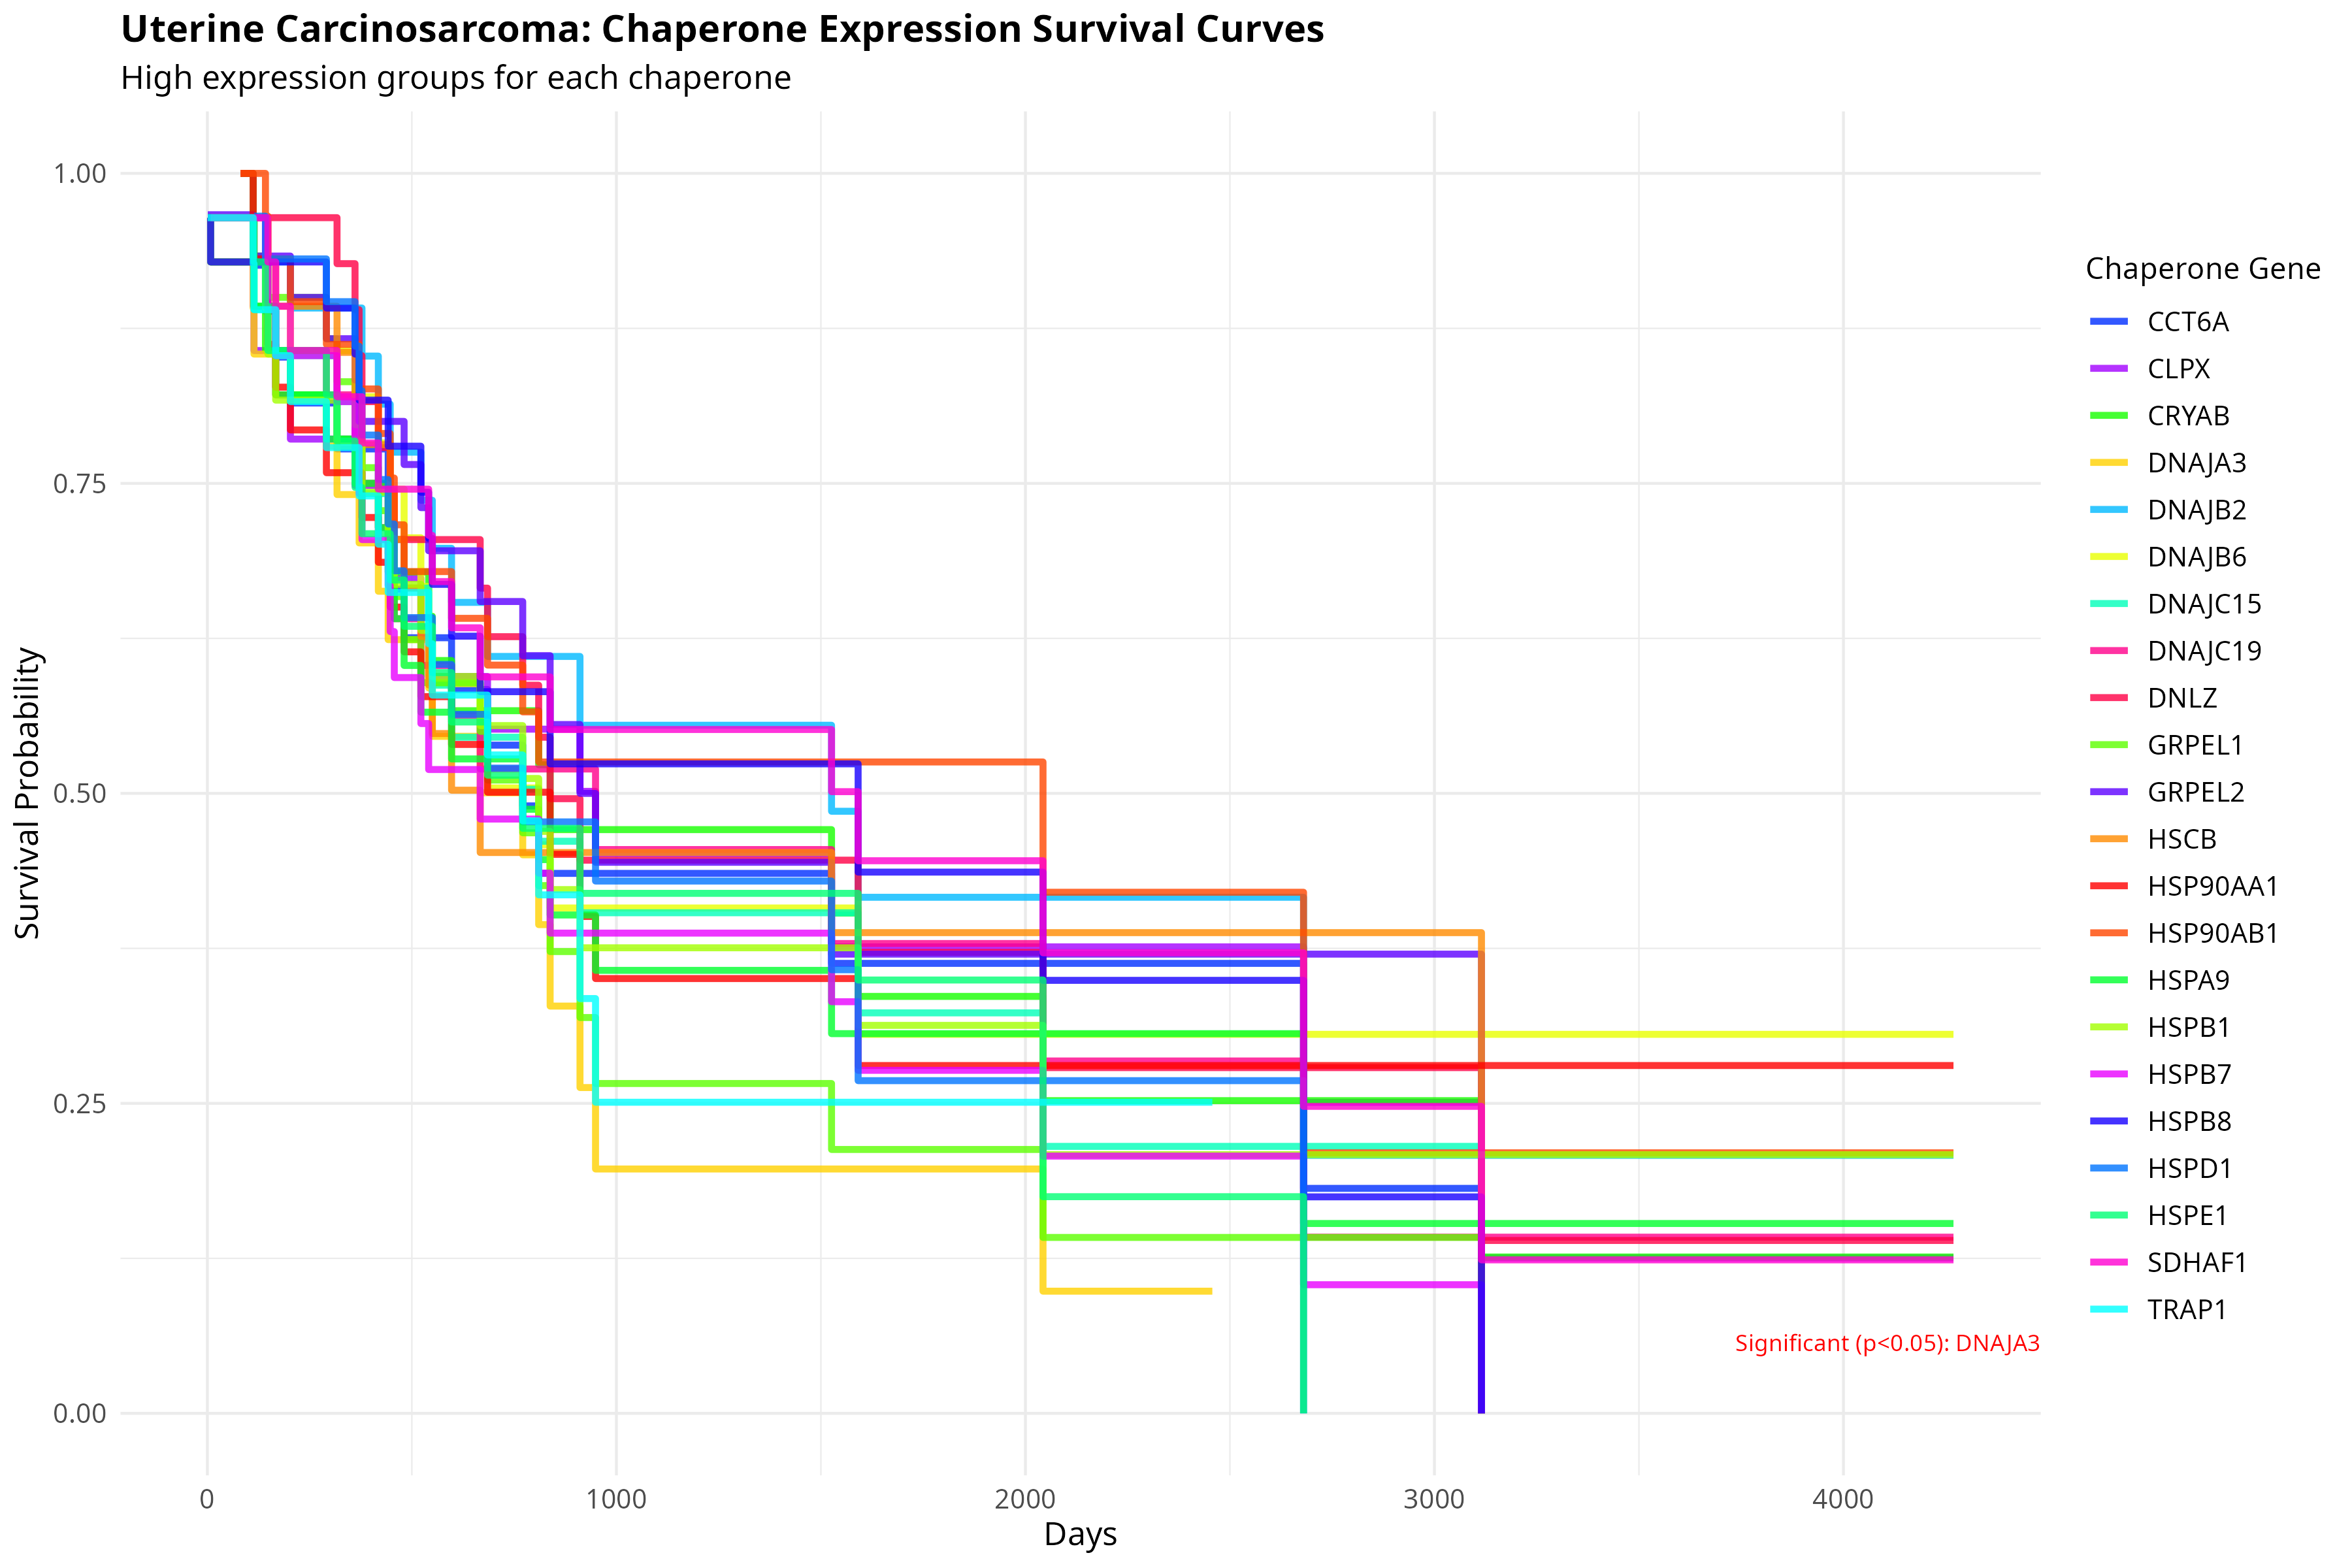 Uterine Carcinosarcoma: Chaperone Expression Survival Curves
High expression groups for each chaperone
1.00
0.75
0.50
0.25
0.00
Survival Probability
0
1000
2000
3000
4000
Days
Significant (p<0.05): DNAJA3
Chaperone Gene
CCT6A
CLPX
CRYAB
DNAJA3
DNAJB2
DNAJB6
DNAJC15
DNAJC19
DNLZ
GRPEL1
GRPEL2
HSCB
HSP90AA1
HSP90AB1
HSPA9
HSPB1
HSPB7
HSPB8
HSPD1
HSPE1
SDHAF1
TRAP1